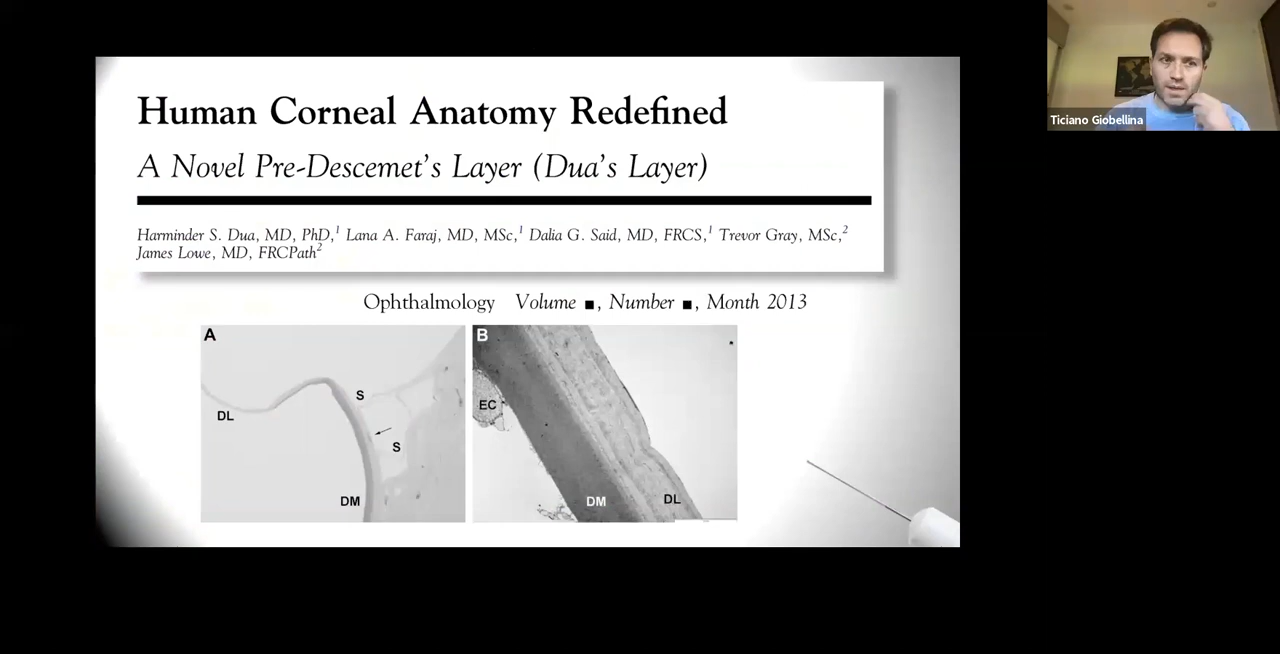 Human Corneal Anatomy Redefined
A Novel Pre-Descemet's Layer (Dua's Layer)
Harminder S. Dua, MD, PhD,¹ Lana A. Faraj, MD, MSc,¹ Dalia G. Said, MD, FRCS,¹ Trevor Gray, MSc,²
James Lowe, MD, FRCPath²
Ophthalmology Volume ■, Number ■, Month 2013
A
DL
S
S
DM
B
EC
DM
DL
Ticiano Giobellina